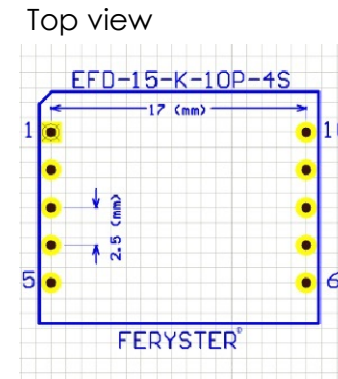 Top view
EFD-15-K-10P-4S
17 (mm)
1
2.5 (mm)
5
6
FERYSTER®